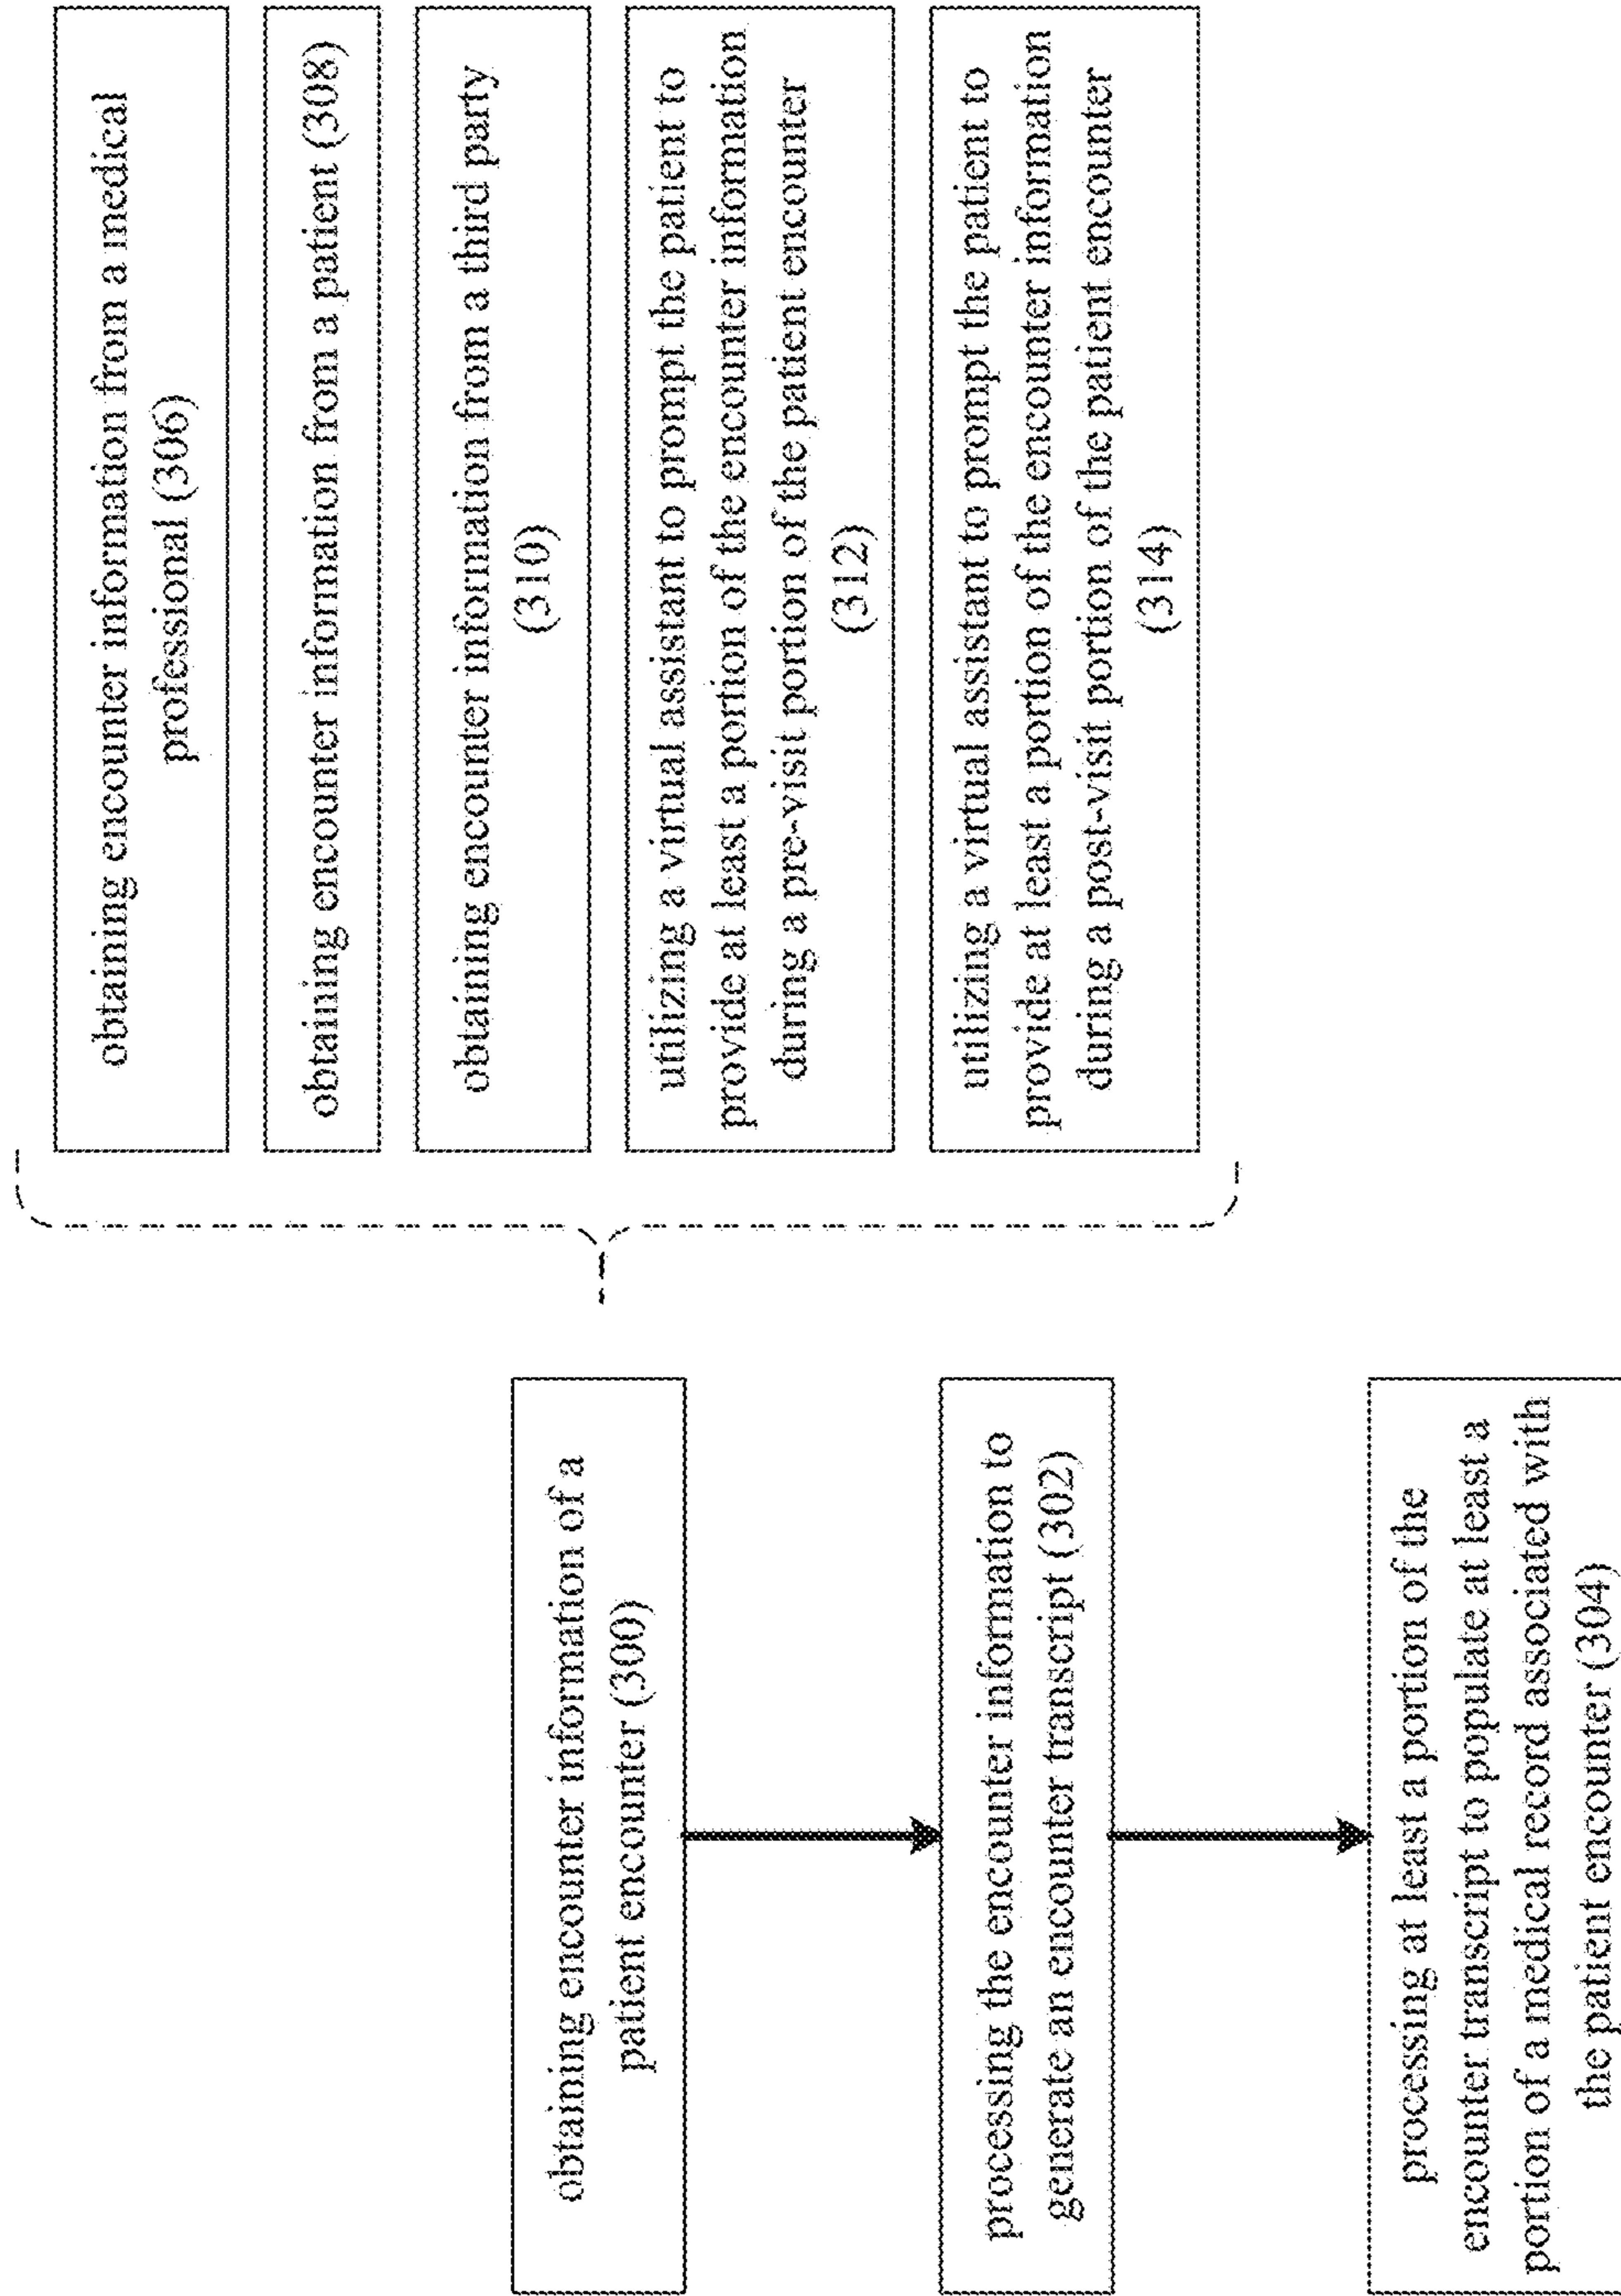 obtaining encounter information of a
patient encounter (300)
processing the encounter information to
generate an encounter transcript (302)
processing at least a portion of the
encounter transcript to populate at least a
portion of a medical record associated with
the patient encounter (304)
obtaining encounter information from a medical
professional (306)
obtaining encounter information from a patient (308)
obtaining encounter information from a third party
(310)
utilizing a virtual assistant to prompt the patient to
provide at least a portion of the encounter information
during a pre-visit portion of the patient encounter
(312)
utilizing a virtual assistant to prompt the patient to
provide at least a portion of the encounter information
during a post-visit portion of the patient encounter
(314)